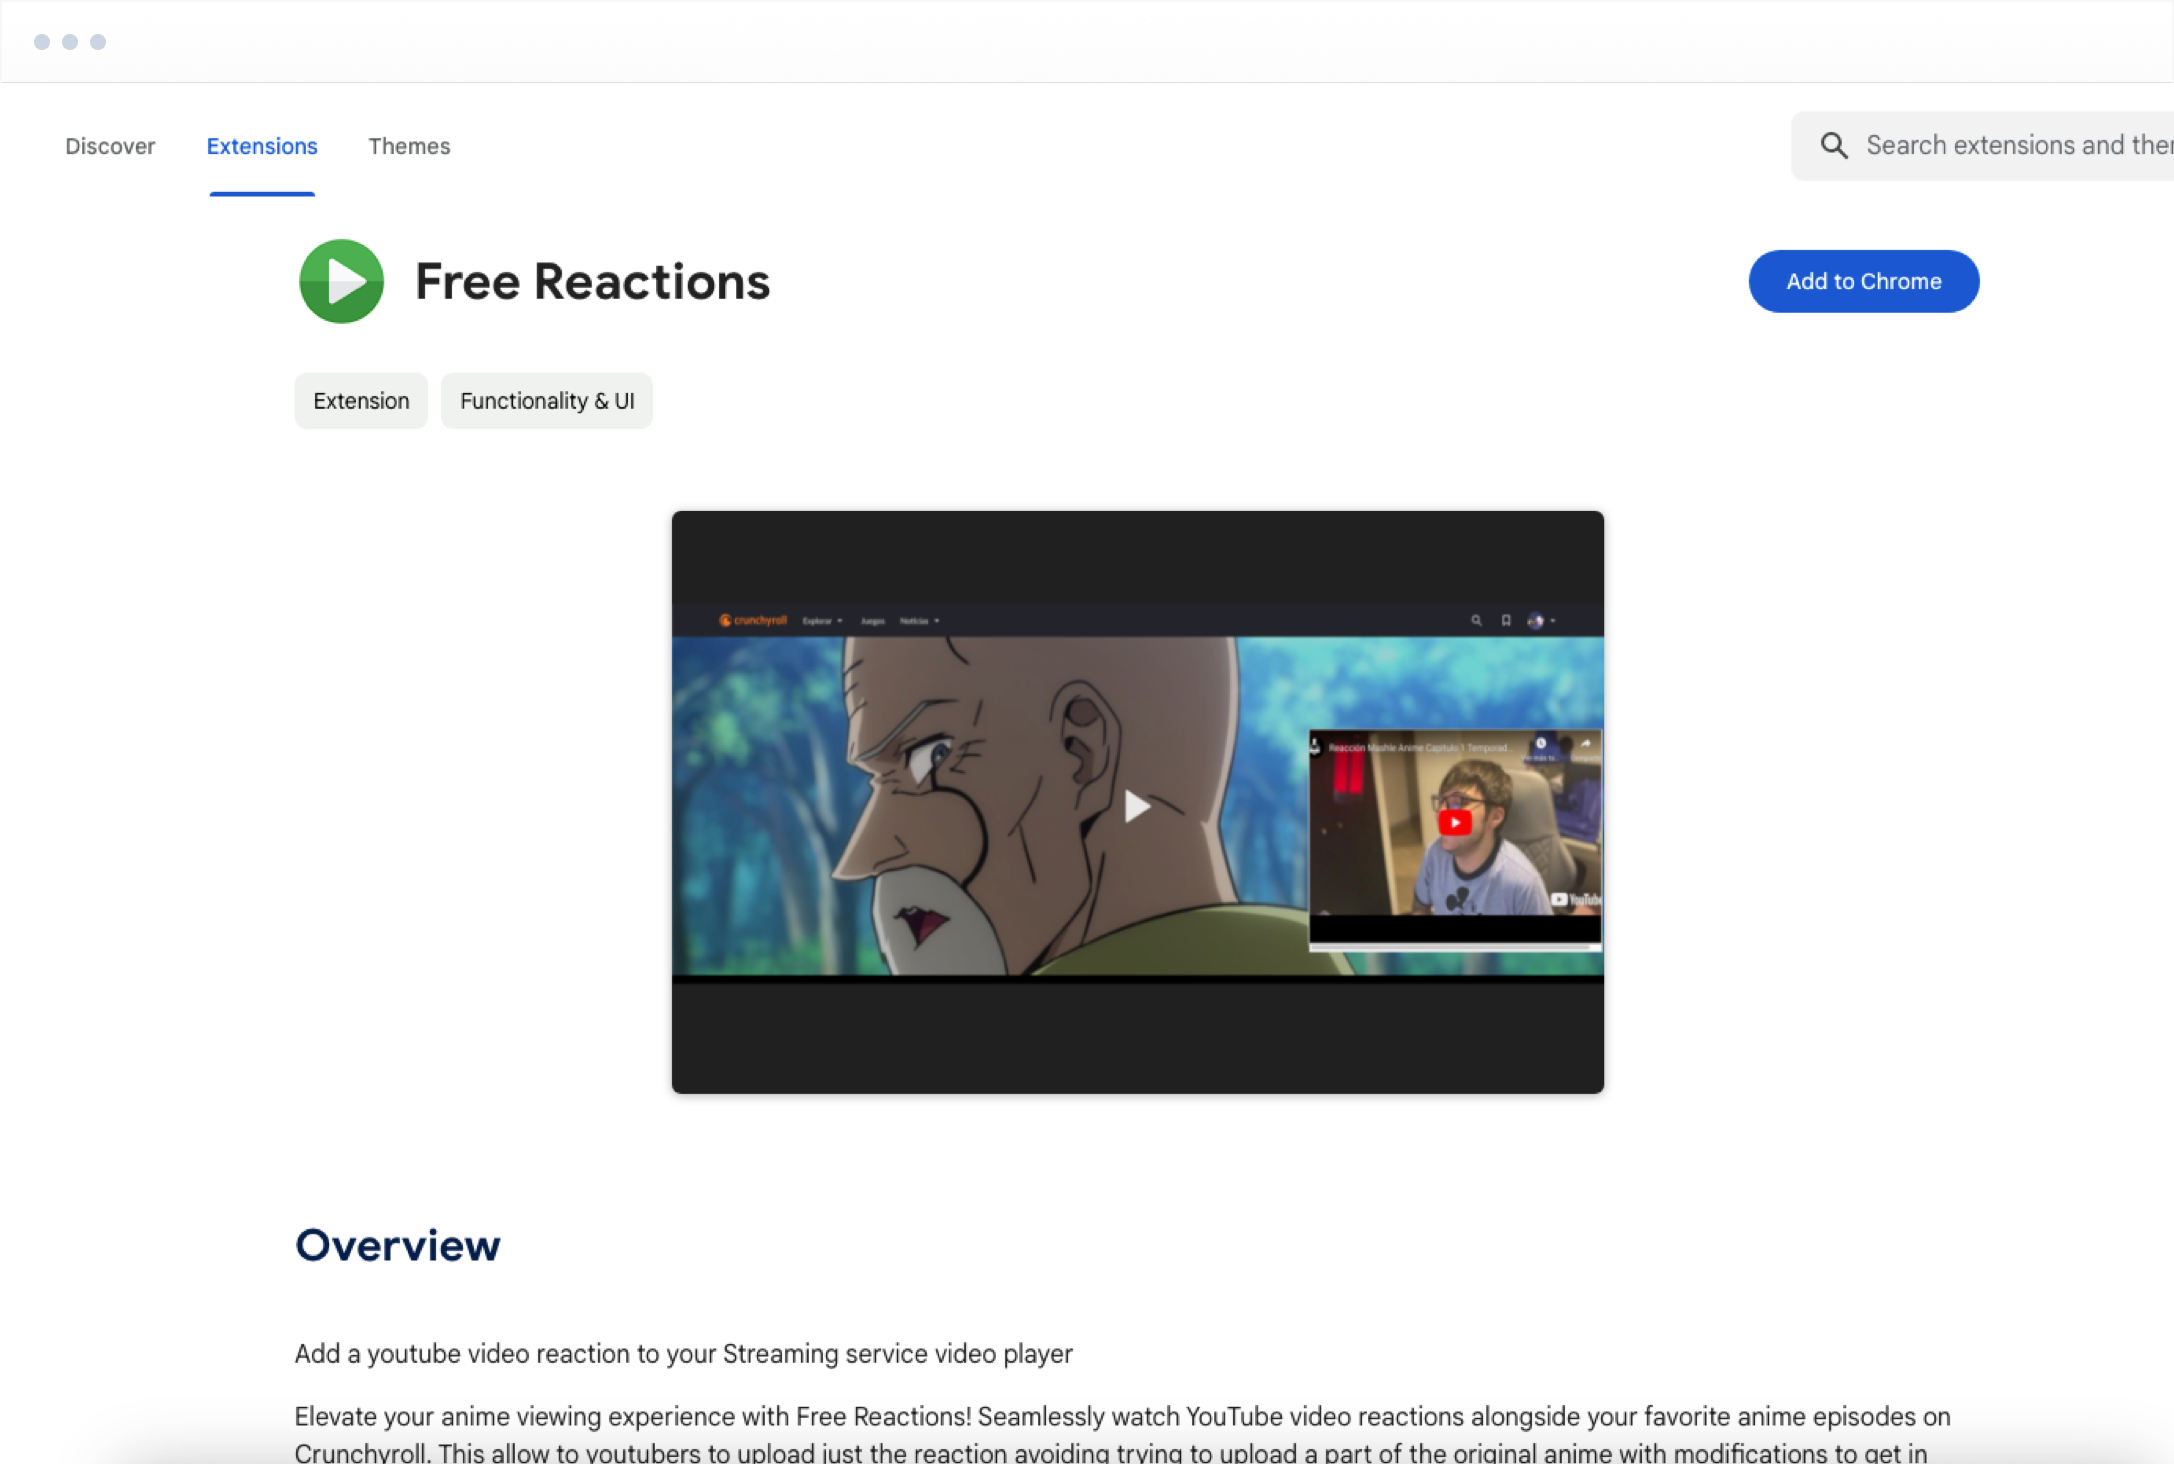 Discover
Extensions
Themes
Search extensions and ther
Free Reactions
Add to Chrome
Extension
Functionality & UI
crunchyroll
Explorar
Juegos
Noticias
Reacción Mashle Anime Capitulo 1 Temporad...
YouTube
Overview
Add a youtube video reaction to your Streaming service video player
Elevate your anime viewing experience with Free Reactions! Seamlessly watch YouTube video reactions alongside your favorite anime episodes on
Crunchyroll. This allow to youtubers to upload just the reaction avoiding trying to upload a part of the original anime with modifications to get in